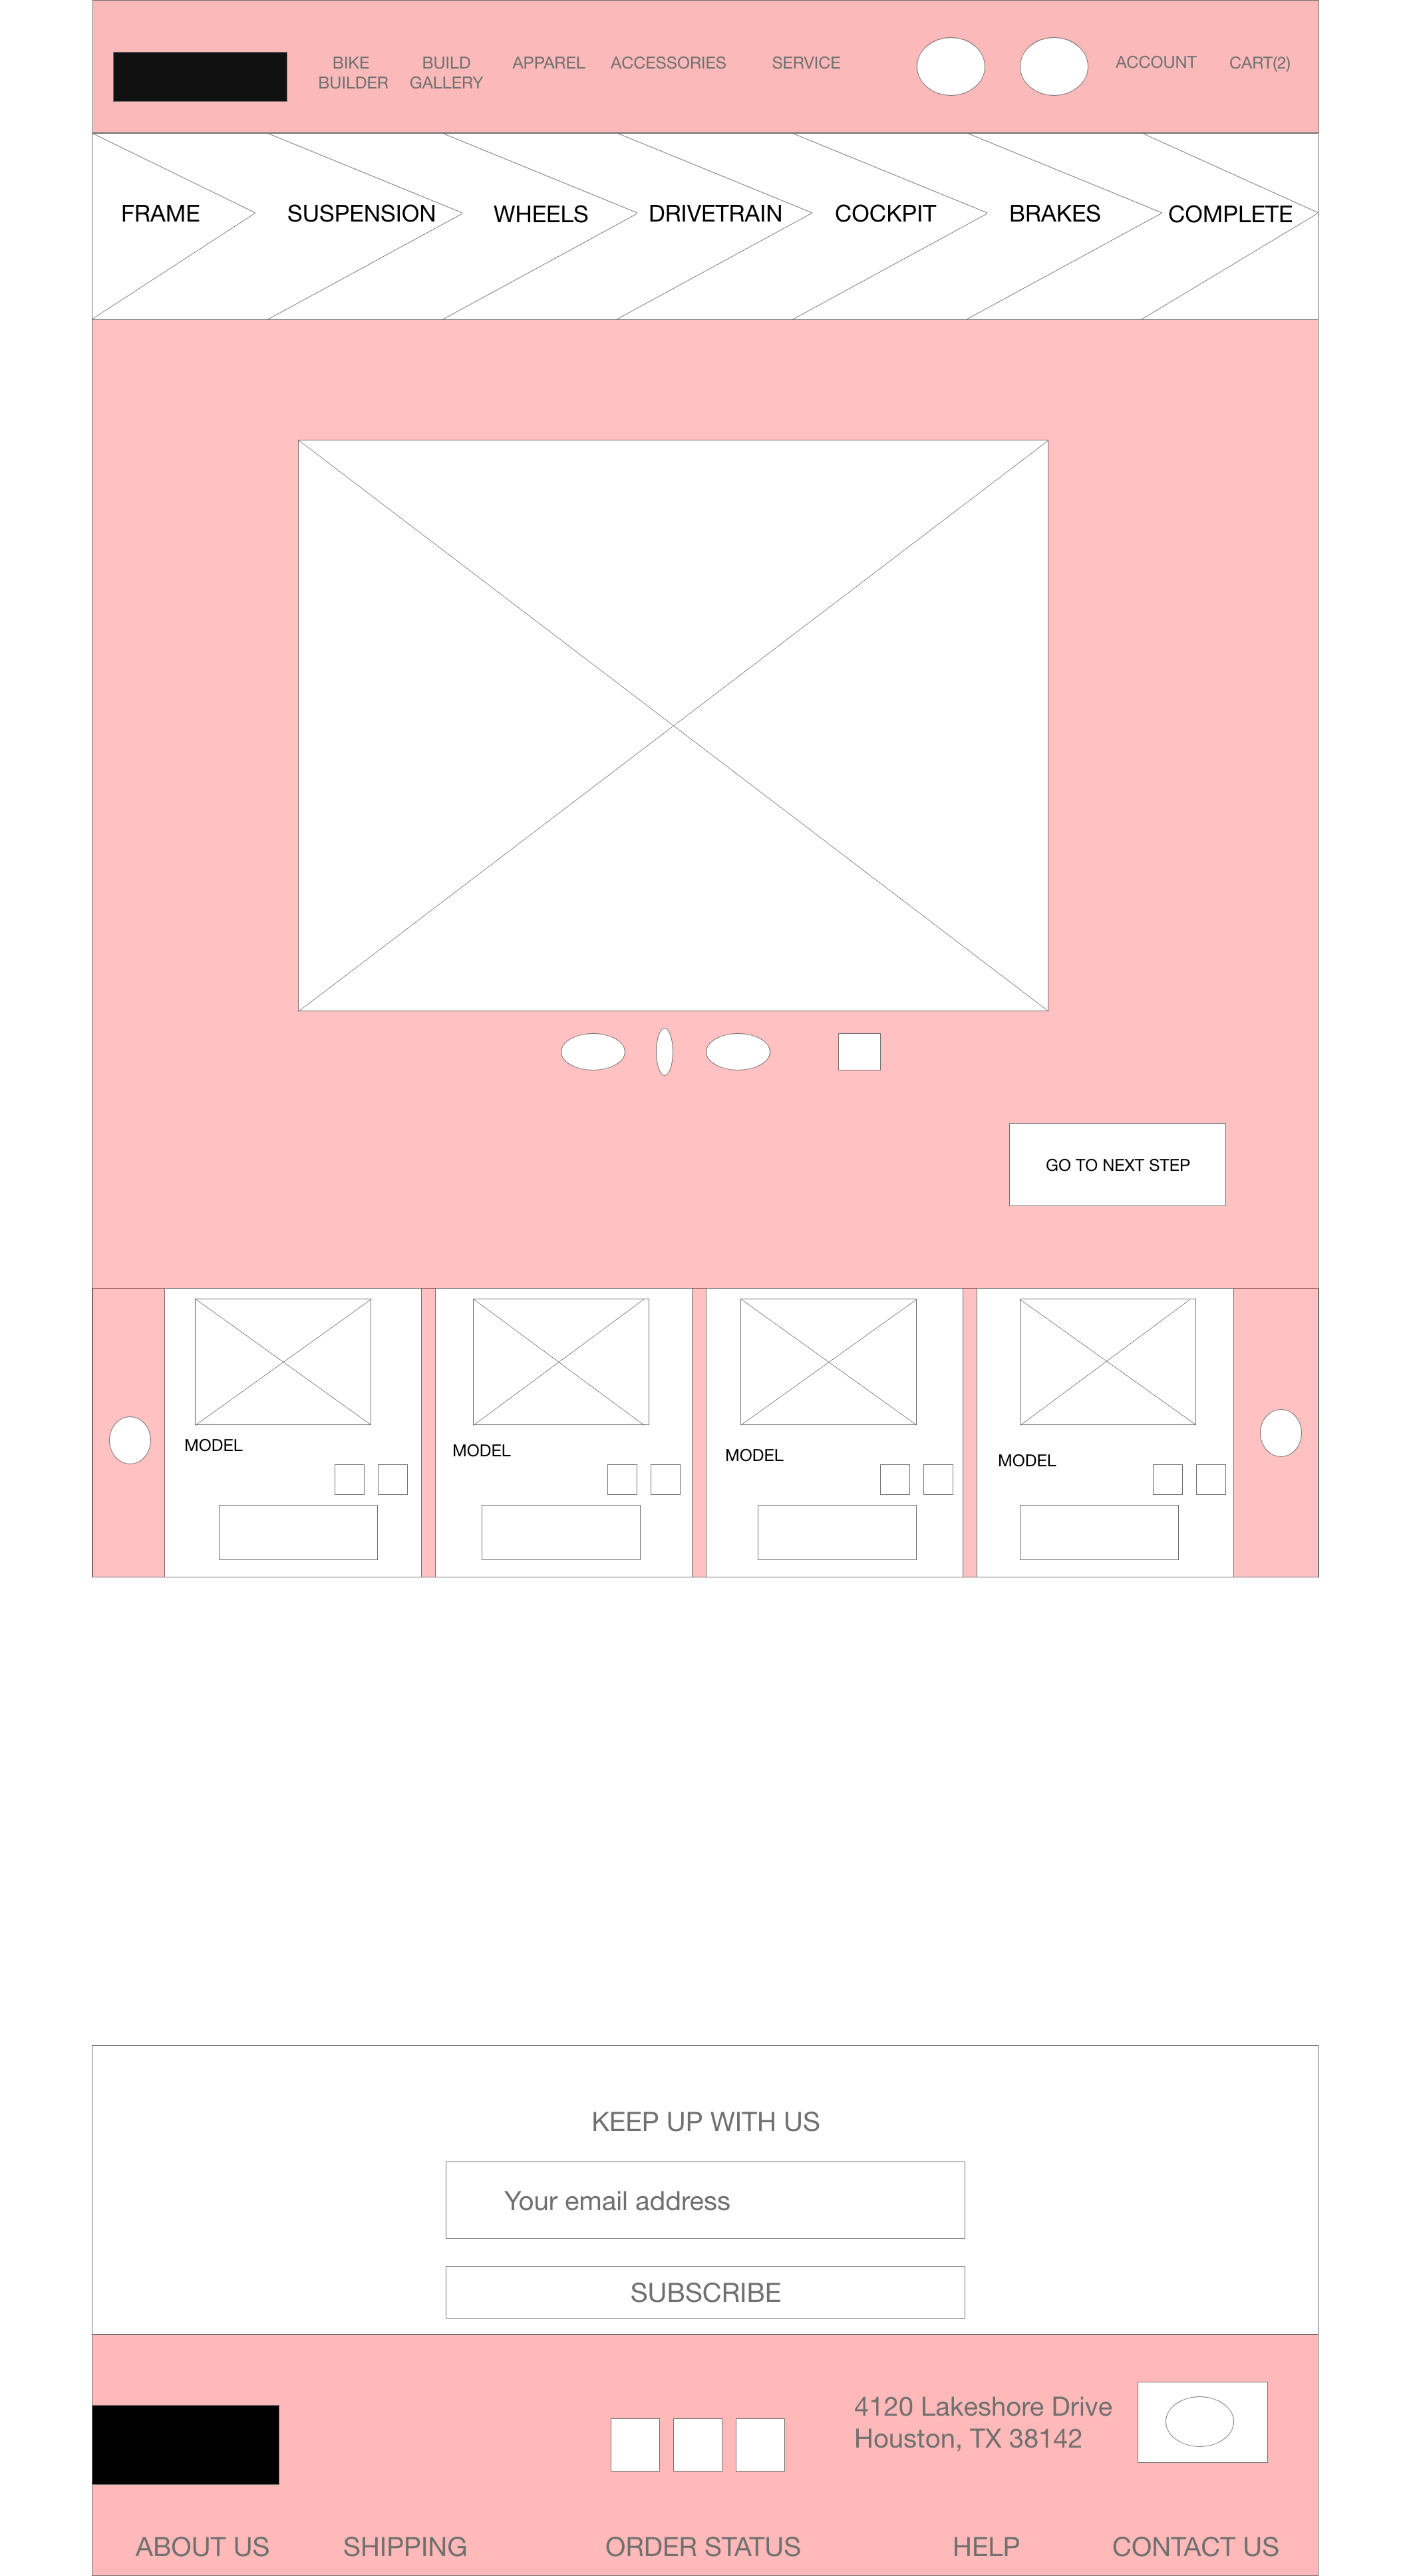 BIKE
BUILDER
BUILD
GALLERY
APPAREL
ACCESSORIES
SERVICE
ACCOUNT
CART(2)
FRAME
SUSPENSION
WHEELS
DRIVETRAIN
COCKPIT
BRAKES
COMPLETE
GO TO NEXT STEP
MODEL
MODEL
MODEL
MODEL
KEEP UP WITH US
Your email address
SUBSCRIBE
4120 Lakeshore Drive
Houston, TX 38142
ABOUT US
SHIPPING
ORDER STATUS
HELP
CONTACT US